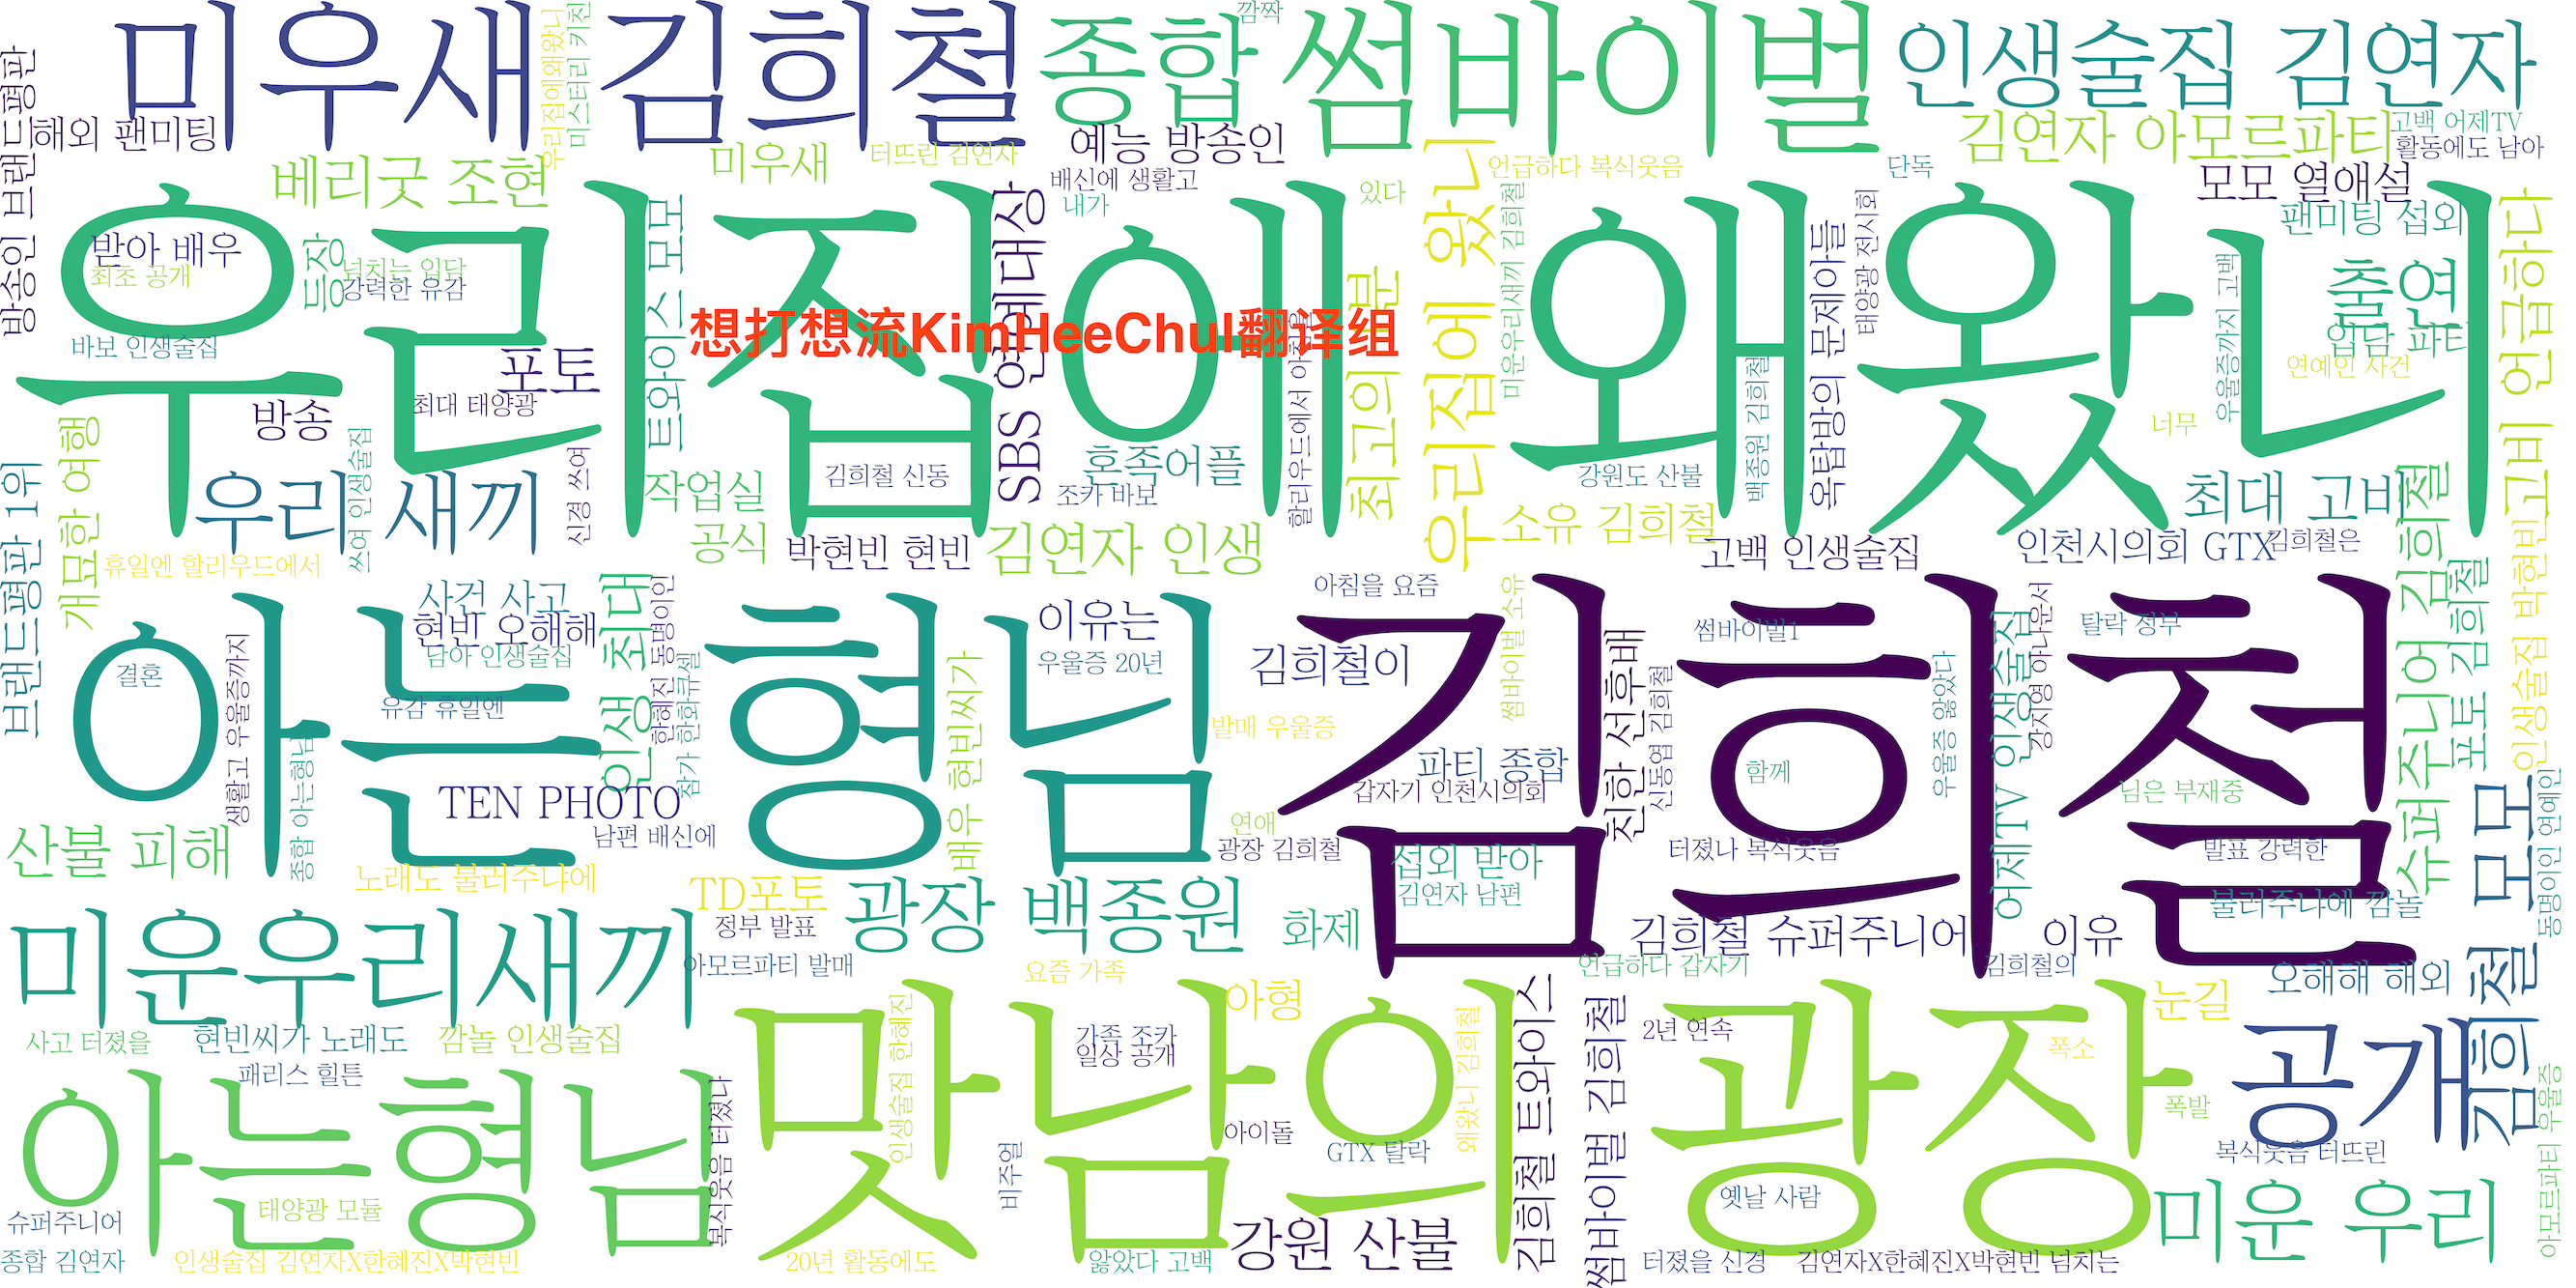 미우새 김희철
종합
썸바이벌
인생술집 김연자
깜짝
우리집에왜왔니
미스터리 키친
방송인 브랜드평판
해외 팬미팅
베리굿 조현
미우새
터뜨린 김연자
예능 방송인
배신에 생활고
내가
있다
언급하다 복식웃음
단독
김연자 아모르파티
고백 어제TV
활동에도 남아
모모 열애설
팬미팅 섭외
우리집에 왜왔니
받아 배우
최초 공개
등장
넘치는 입담
강력한 유감
바보 인생술집
트와이스 모모
SBS 연예대상
想打想流KimHeeChul翻译组
최고의
우리집에 왔니
미운우리새끼 김희철
옥탑방의 문제아들
태양광 전시회
우울증까지 고백
출연
입담 파티
연예인 사건
고비 언급하다
포토
방송
최대 태양광
할리우드에서
백종원 김희철
너무
개묘한 여행
브랜드평판 1위
우리 새끼
쓰여 인생술집
신경 쓰여
작업실
공식
김희철 신동
혼족어플
조카 바보
강원도 산불
소유 김희철
최대 고비
박현빈 현빈
김연자 인생
고백 인생술집
인천시의회 GTX
김희철은
휴일엔 할리우드에서
사건 사고
현빈 오해해
남아 인생술집
인생 최대
한혜진 동명이인
참가 한화큐셀
이유는
우울증 20년
아침을 요즘
김희철이
썸바이벌 소유
썸바이벌1
탈락 정부
슈퍼주니어 김희철
포토 김희철
인생술집 박현빈
아는 형님
김희철
결혼
생활고 우울증까지
종합 아는형님
유감 휴일엔
배우 현빈씨가
발매 우울증
파티 종합
갑자기 인천시의회
친한 선후배
신동엽 김희철
함께
우울증 앓았다
어제TV 인생술집
강지영 아나운서
님은 부재중
모모
동명이인 연예인
TEN PHOTO
남편 배신에
연애
광장 김희철
섭외 받아
김연자 남편
터졌나 복식웃음
발표 강력한
불러주냐에 깜놀
산불 피해
노래도 불러주냐에
TD포토
정부 발표
광장 백종원
화제
김희철 슈퍼주니어
이유
언급하다 갑자기
김희철의
미운우리새끼
아모르파티 발매
요즘 가족
아형
오해해 해외
김희철
눈길
사고 터졌을
현빈씨가 노래도
깜놀 인생술집
패리스 힐튼
맛남의 광장
인생술집 한혜진
가족 조카
일상 공개
왜왔니 김희철
김희철 트와이스
썸바이벌 김희철
2년 연속
폭소
공개
폭발
아는형님
복식웃음 터졌다
비주얼
아이돌
GTX 탈락
복식웃음 터뜨린
아모르파티 우울증
태양광 모듈
옛날 사람
미운 우리
슈퍼주니어
종합 김연자
인생술집 김연자X한혜진X박현빈
20년 활동에도
앓았다 고백
강원 산불
터졌을 신경
김연자X한혜진X박현빈 넘치는